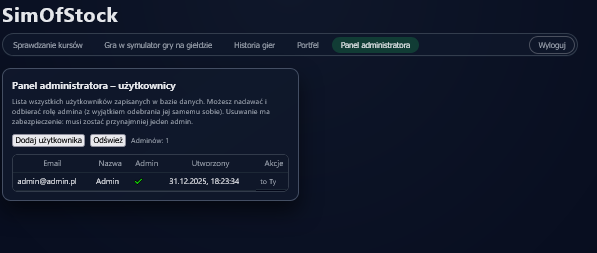 SimOfStock
Sprawdzanie kursów Gra w symulator gry na giełdzie Historia gier Portfel Panel administratora Wyloguj
Panel administratora – użytkownicy
Lista wszystkich użytkowników zapisanych w bazie danych. Możesz nadawać i
odbierać rolę admina (z wyjątkiem odebrania jej samemu sobie). Usuwanie ma
zabezpieczenie: musi zostać przynajmniej jeden admin.
Dodaj użytkownika Odśwież Adminów: 1
Email Nazwa Admin Utworzony Akcje
admin@admin.pl Admin ✓ 31.12.2025, 18:23:34 to Ty